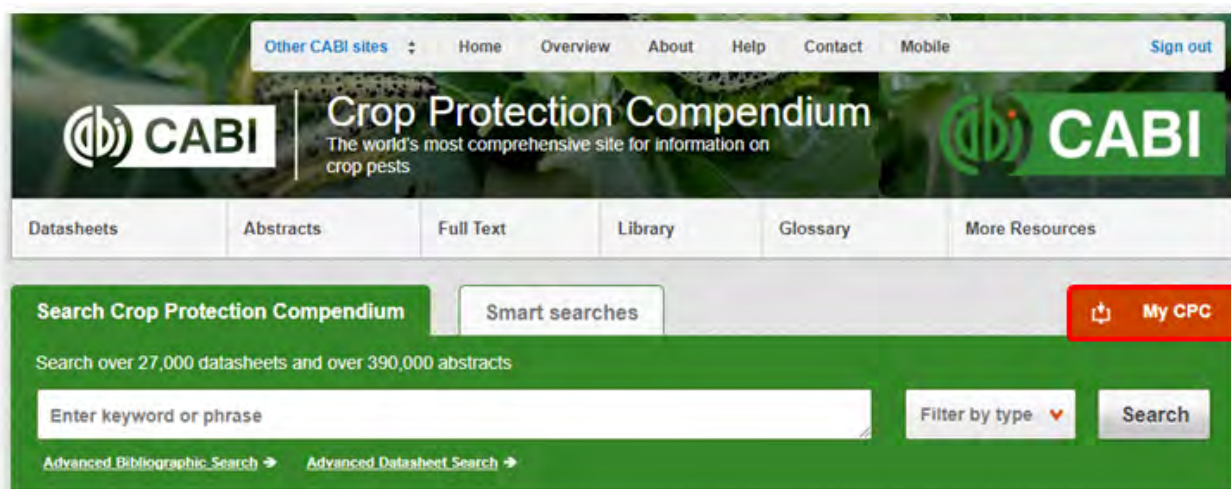 Other CABI sites Home Overview About Help Contact Mobile Sign out
CABI Crop Protection Compendium CABI
The world's most comprehensive site for information on
crop pests
Datasheets Abstracts Full Text Library Glossary More Resources
Search Crop Protection Compendium Smart searches My CPC
Search over 27,000 datasheets and over 390,000 abstracts
Enter keyword or phrase Filter by type Search
Advanced Bibliographic Search Advanced Datasheet Search